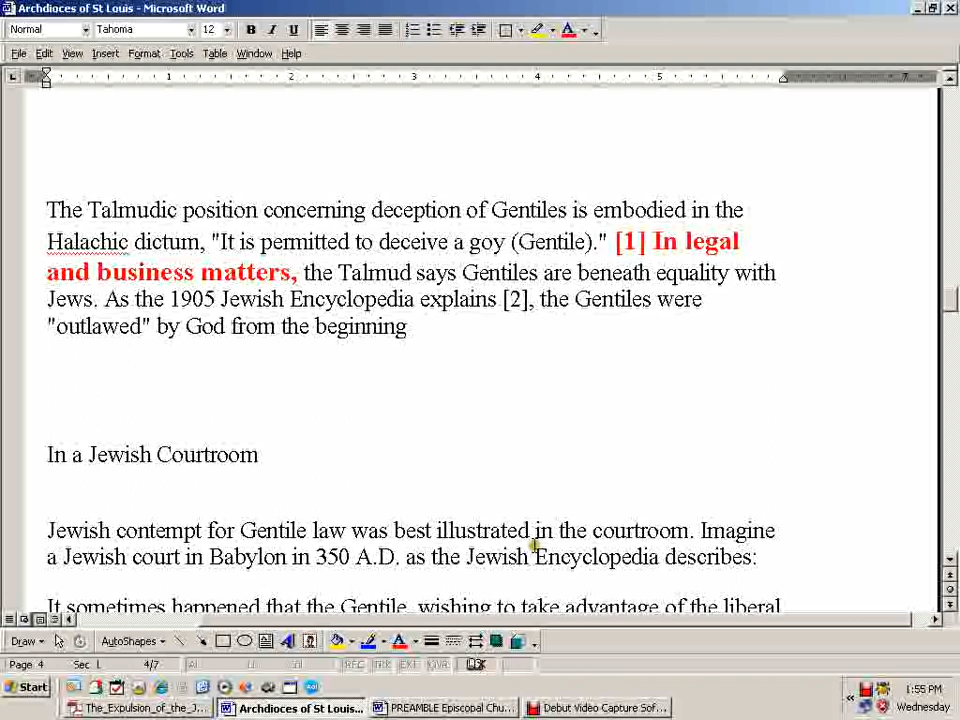 Archdioces of St Louis - Microsoft Word
Normal Tahoma 12 B I U
File Edit View Insert Format Tools Table Window Help
1 2 3 4 5 7
The Talmudic position concerning deception of Gentiles is embodied in the
Halachic dictum, "It is permitted to deceive a goy (Gentile)." [1] In legal
and business matters, the Talmud says Gentiles are beneath equality with
Jews. As the 1905 Jewish Encyclopedia explains [2], the Gentiles were
"outlawed" by God from the beginning
In a Jewish Courtroom
Jewish contempt for Gentile law was best illustrated in the courtroom. Imagine
a Jewish court in Babylon in 350 A.D. as the Jewish Encyclopedia describes:
It sometimes happened that the Gentile, wishing to take advantage of the liberal
Draw AutoShapes
Page 4 Sec 1 4/7 REC TRK EXT OVR
Start The_Expulsion_of_the_J... Archdioces of St Louis... PREAMBLE Episcopal Chu... Debut Video Capture Sof... 1:55 PM
Wednesday